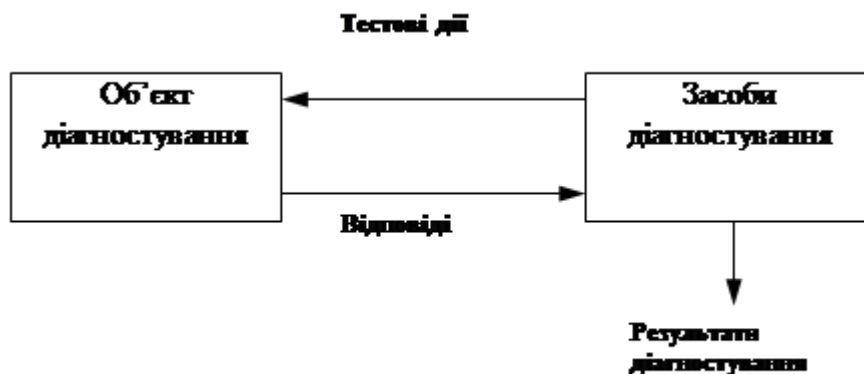 Тестові дії
Об’єкт
діагностування
Засоби
діагностування
Відповіді
Результати
діагностування